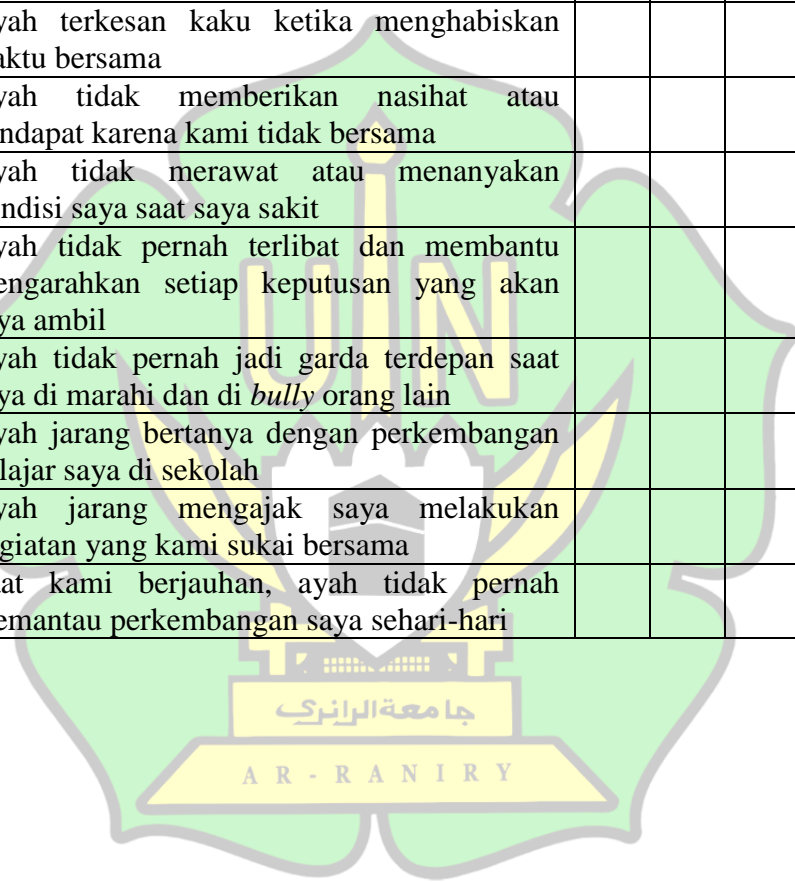 yah terkesan kaku ketika menghabiskan
aktu bersama
yah tidak memberikan nasihat atau
ndapat karena kami tidak bersama
yah tidak merawat atau menanyakan
ndisi saya saat saya sakit
yah tidak pernah terlibat dan membantu
engarahkan setiap keputusan yang akan
ya ambil
yah tidak pernah jadi garda terdepan saat
ya di marahi dan di bully orang lain
yah jarang bertanya dengan perkembangan
lajar saya di sekolah
yah jarang mengajak saya melakukan
giatan yang kami sukai bersama
at kami berjauhan, ayah tidak pernah
emantau perkembangan saya sehari-hari
UIN
جامعة الرانري
AR - RANIRY